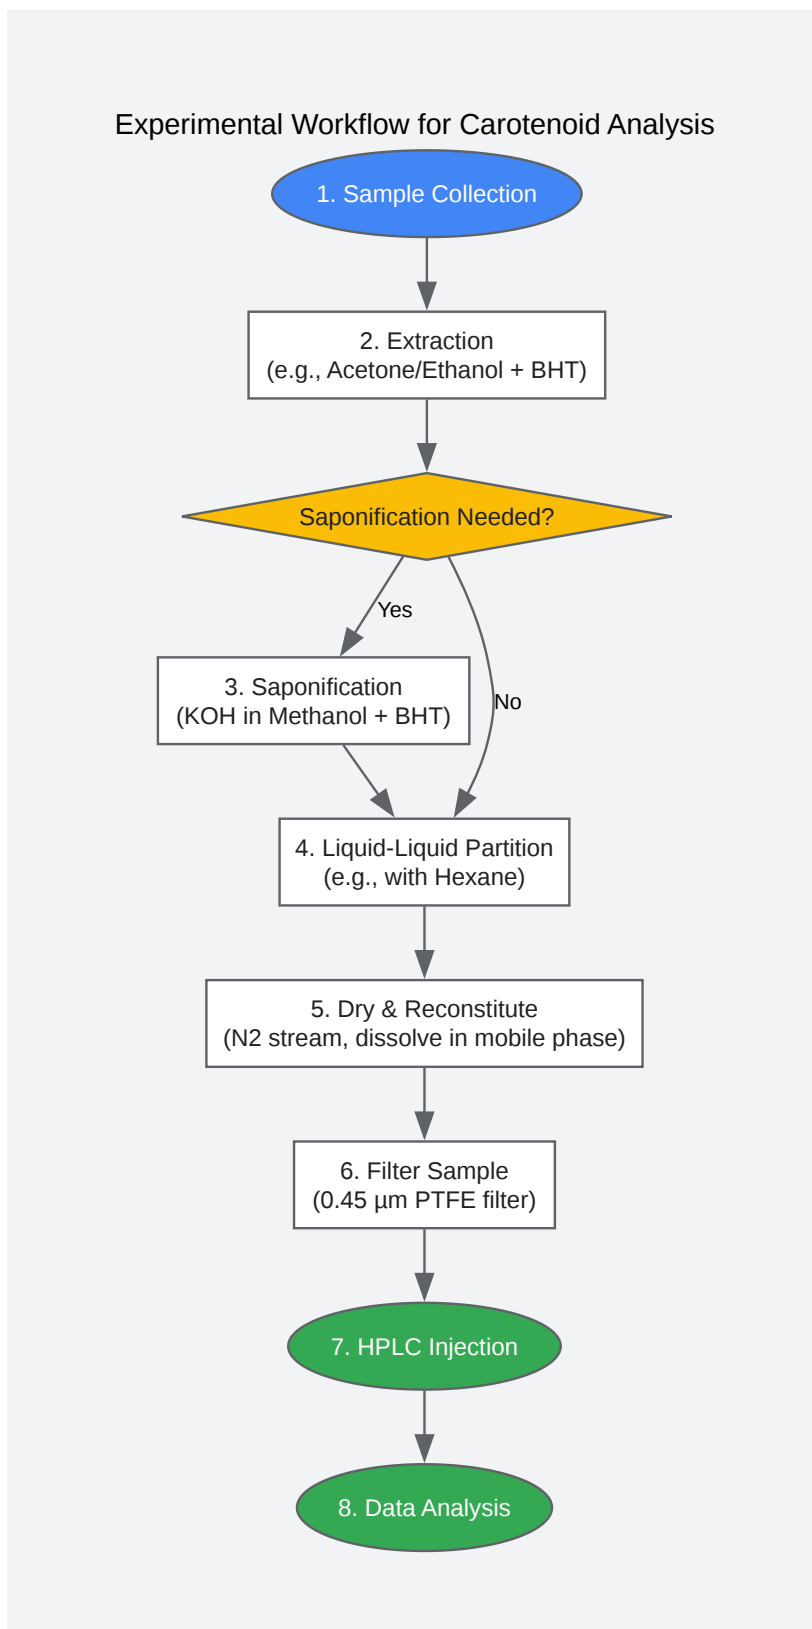 Experimental Workflow for Carotenoid Analysis
1. Sample Collection
2. Extraction
(e.g., Acetone/Ethanol + BHT)
Saponification Needed?
Yes
3. Saponification
(KOH in Methanol + BHT)
No
4. Liquid-Liquid Partition
(e.g., with Hexane)
5. Dry & Reconstitute
(N2 stream, dissolve in mobile phase)
6. Filter Sample
(0.45 µm PTFE filter)
7. HPLC Injection
8. Data Analysis